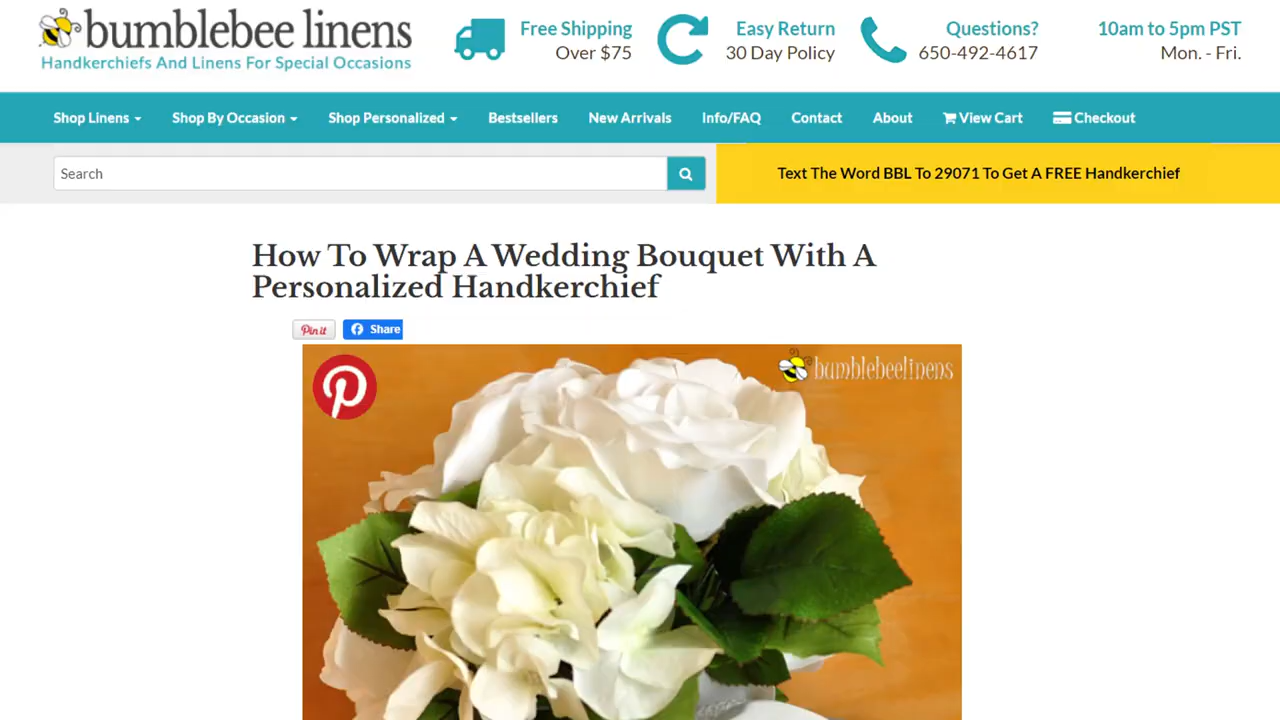 bumblebee linens
Handkerchiefs And Linens For Special Occasions
Free Shipping
Over $75
Easy Return
30 Day Policy
Questions?
650-492-4617
10am to 5pm PST
Mon. - Fri.
Shop Linens
Shop By Occasion
Shop Personalized
Bestsellers
New Arrivals
Info/FAQ
Contact
About
View Cart
Checkout
Search
Text The Word BBL To 29071 To Get A FREE Handkerchief
How To Wrap A Wedding Bouquet With A
Personalized Handkerchief
Pin it
Share
bumblebeelinens